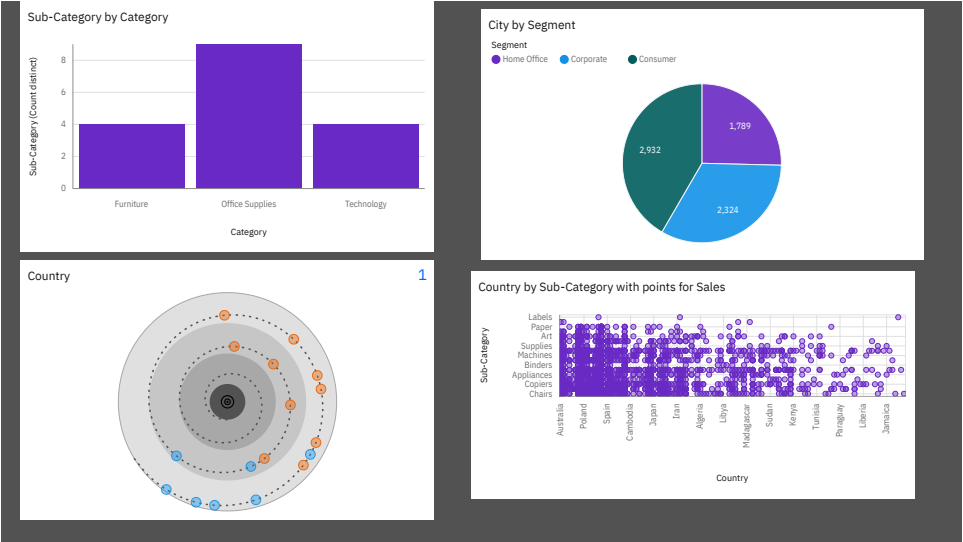 Sub-Category by Category
Sub-Category (Count distinct)
8
6
4
2
0
Furniture Office Supplies Technology
Category
City by Segment
Segment
Home Office Corporate Consumer
1,789
2,932
2,324
Country 1
Country by Sub-Category with points for Sales
Sub-Category
Labels
Paper
Art
Supplies
Machines
Binders
Appliances
Copiers
Chairs
Australia
Poland
Spain
Cambodia
Japan
Iran
Algeria
Libya
Madagascar
Sudan
Kenya
Tunisia
Paraguay
Liberia
Jamaica
Country